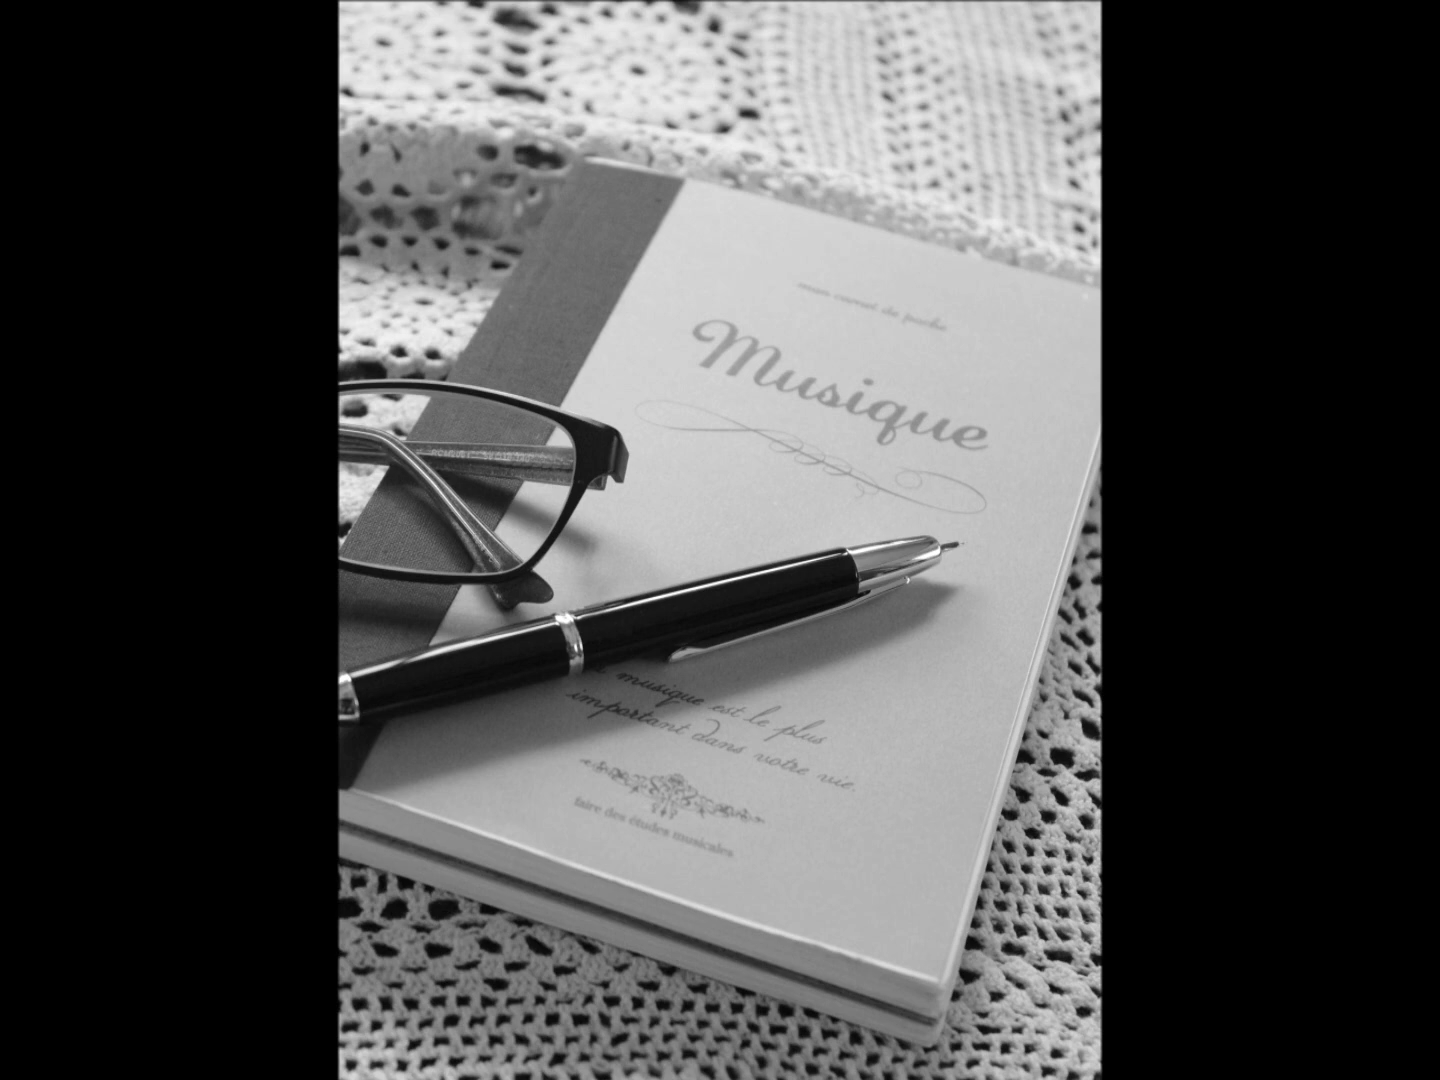 mon carnet de poche
Musique
musique est le plus
important dans votre vie.
faire des études musicales